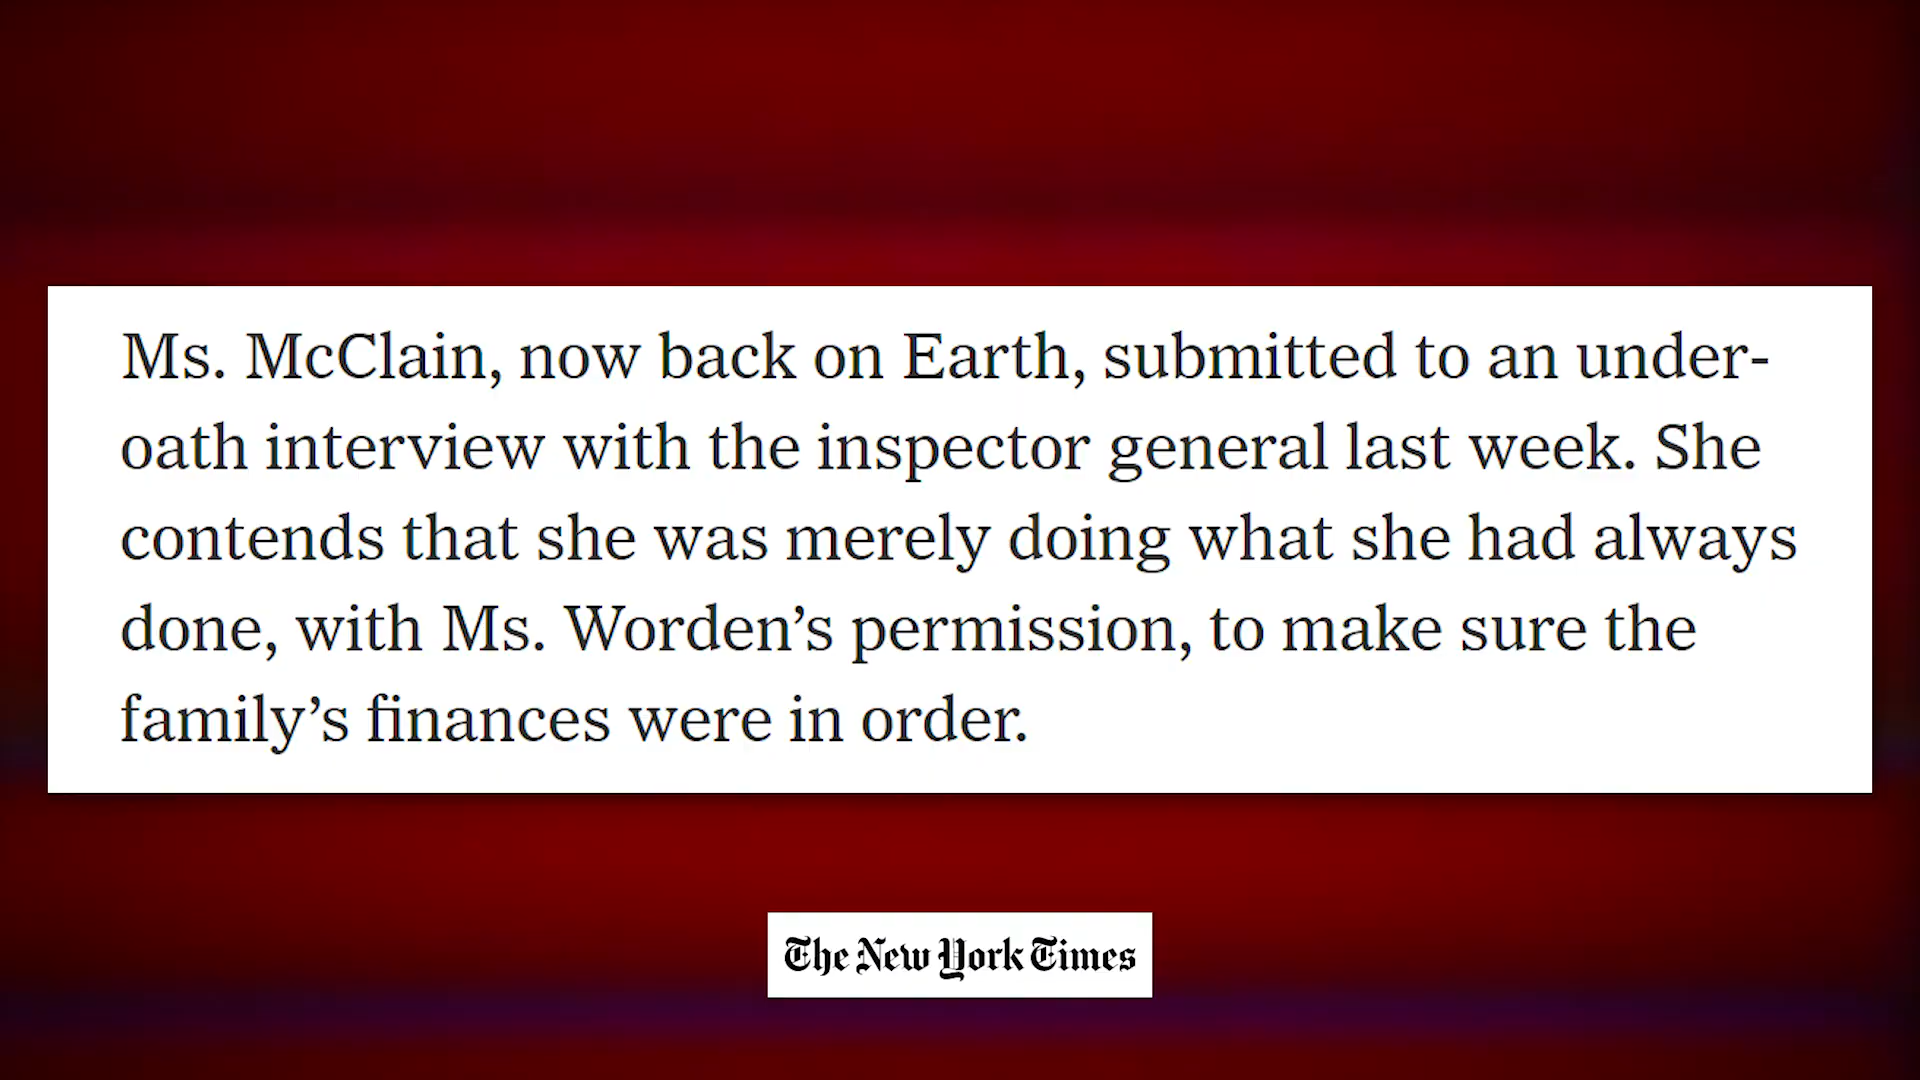 Ms. McClain, now back on Earth, submitted to an under-
oath interview with the inspector general last week. She
contends that she was merely doing what she had always
done, with Ms. Worden’s permission, to make sure the
family’s finances were in order.
The New York Times